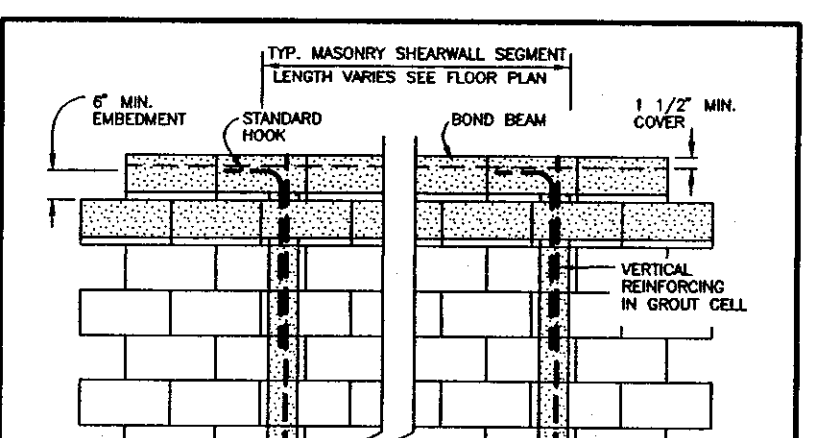 TYP. MASONRY SHEARWALL SEGMENT
LENGTH VARIES SEE FLOOR PLAN
6" MIN.
EMBEDMENT
STANDARD
HOOK
BOND BEAM
1 1/2" MIN.
COVER
VERTICAL
REINFORCING
IN GROUT CELL